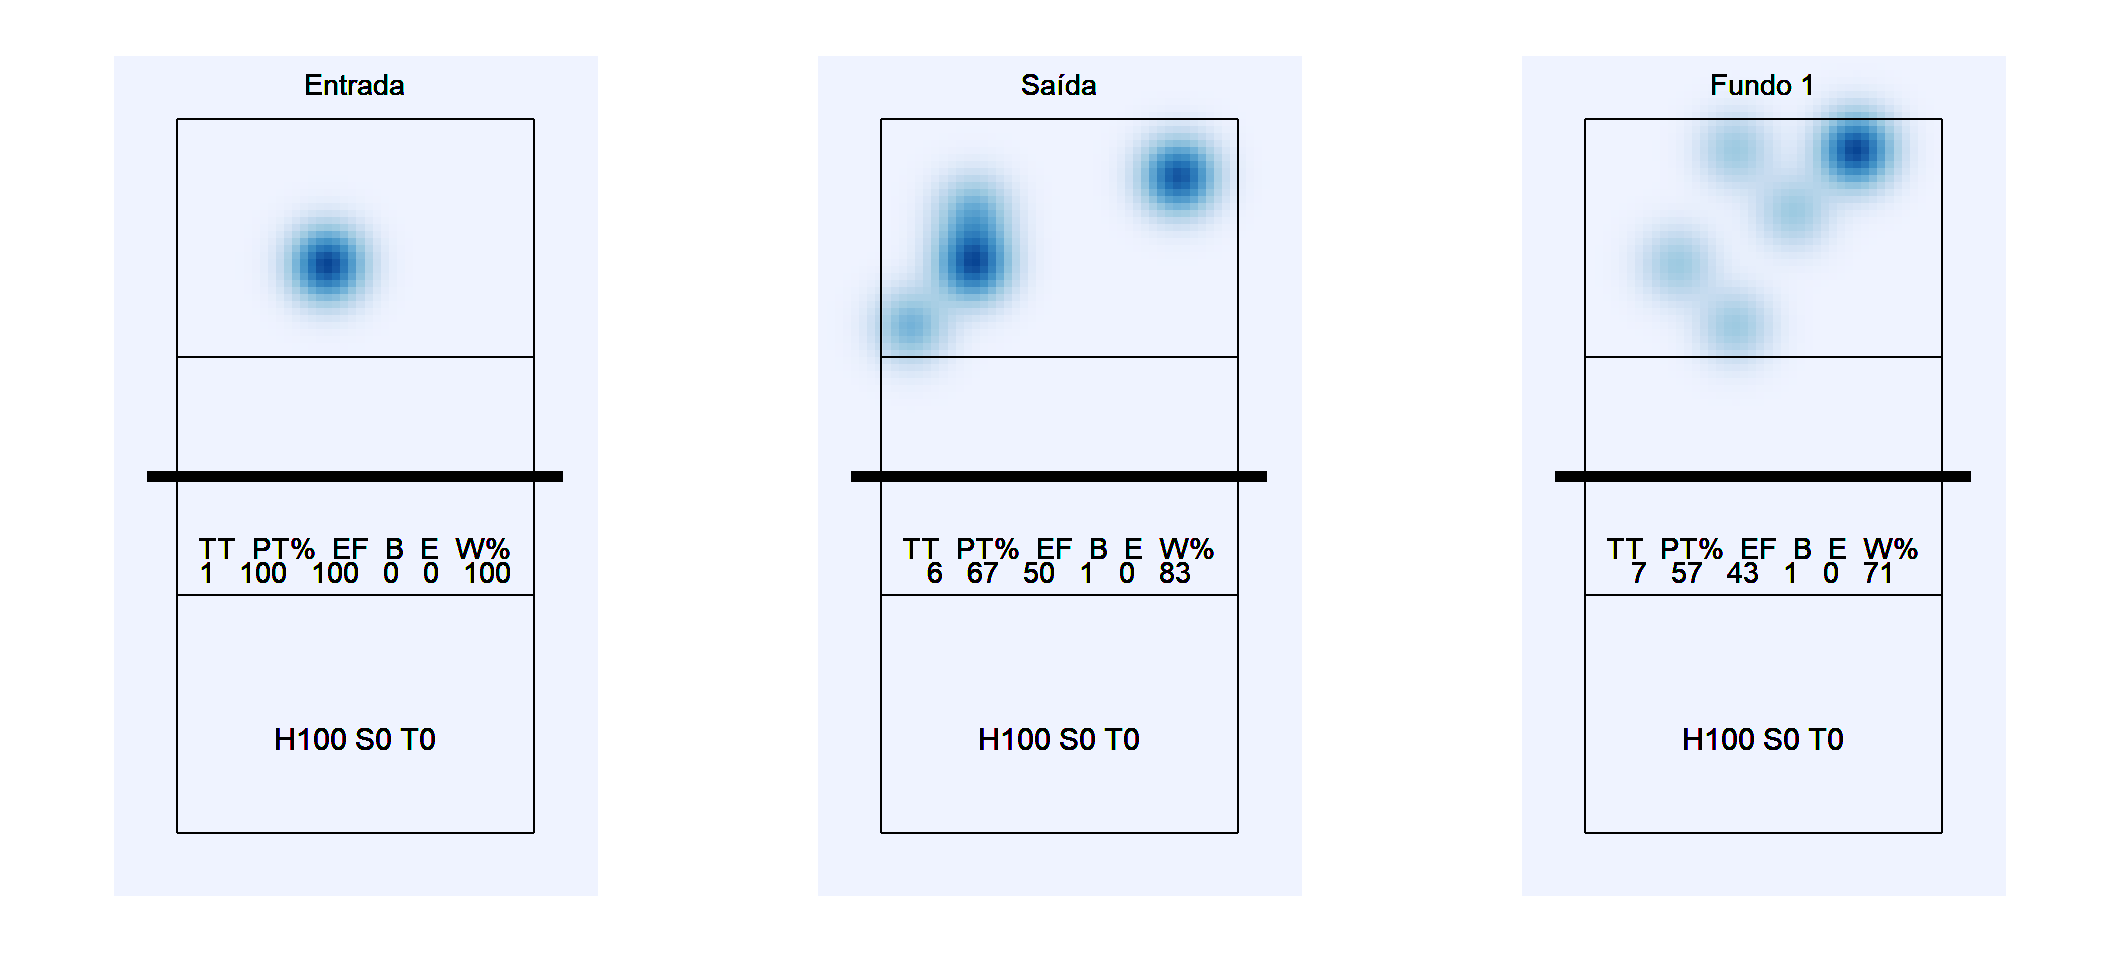 Entrada
TT PT% EF B E W%
1 100 100 0 0 100
H100 S0 T0
Saída
TT PT% EF B E W%
6 67 50 1 0 83
H100 S0 T0
Fundo 1
TT PT% EF B E W%
7 57 43 1 0 71
H100 S0 T0